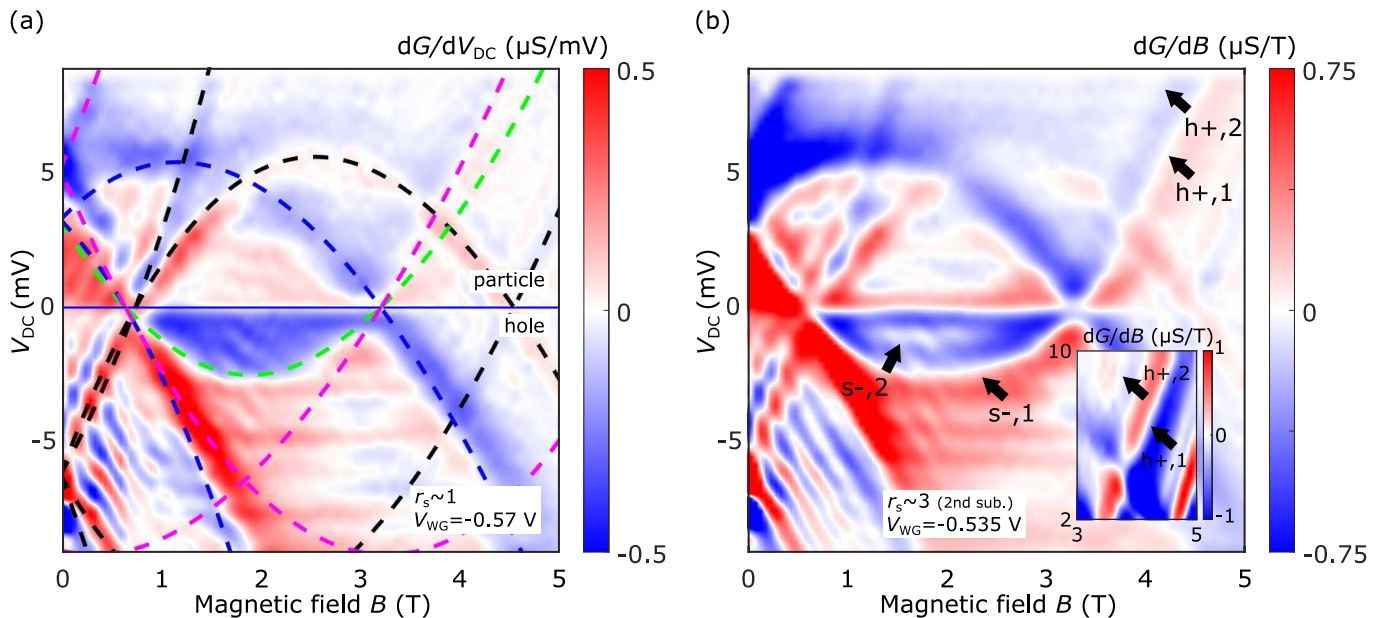 (a)
dG/dV_DC (µS/mV)
0.5
0
-0.5
5
0
-5
V_DC (mV)
particle
hole
r_s~1
V_WG=-0.57 V
0 1 2 3 4 5
Magnetic field B (T)
(b)
dG/dB (µS/T)
0.75
0
-0.75
h+,2
h+,1
5
0
-5
V_DC (mV)
s-,2
s-,1
dG/dB (µS/T)
10
2
3 5
1
0
-1
h+,2
h+,1
r_s~3 (2nd sub.)
V_WG=-0.535 V
0 1 2 3 4 5
Magnetic field B (T)